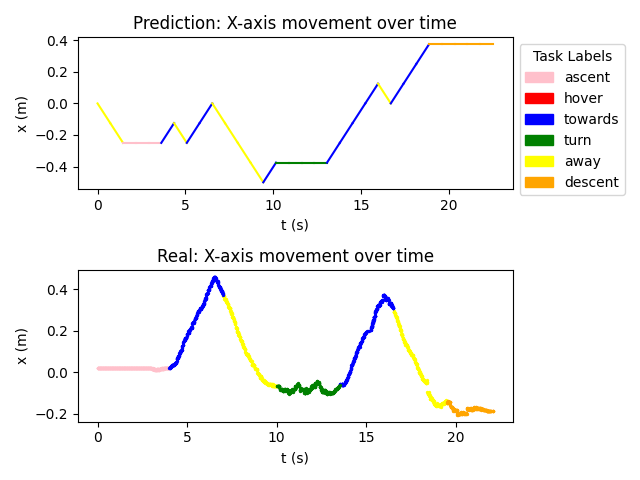 Prediction: X-axis movement over time
0.4
0.2
0.0
−0.2
−0.4
x (m)
0
5
10
15
20
t (s)
Task Labels
ascent
hover
towards
turn
away
descent
Real: X-axis movement over time
0.4
0.2
0.0
−0.2
x (m)
0
5
10
15
20
t (s)